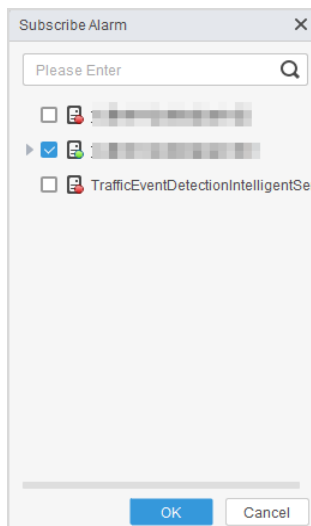 Subscribe Alarm
Please Enter
TrafficEventDetectionIntelligentSe
OK
Cancel